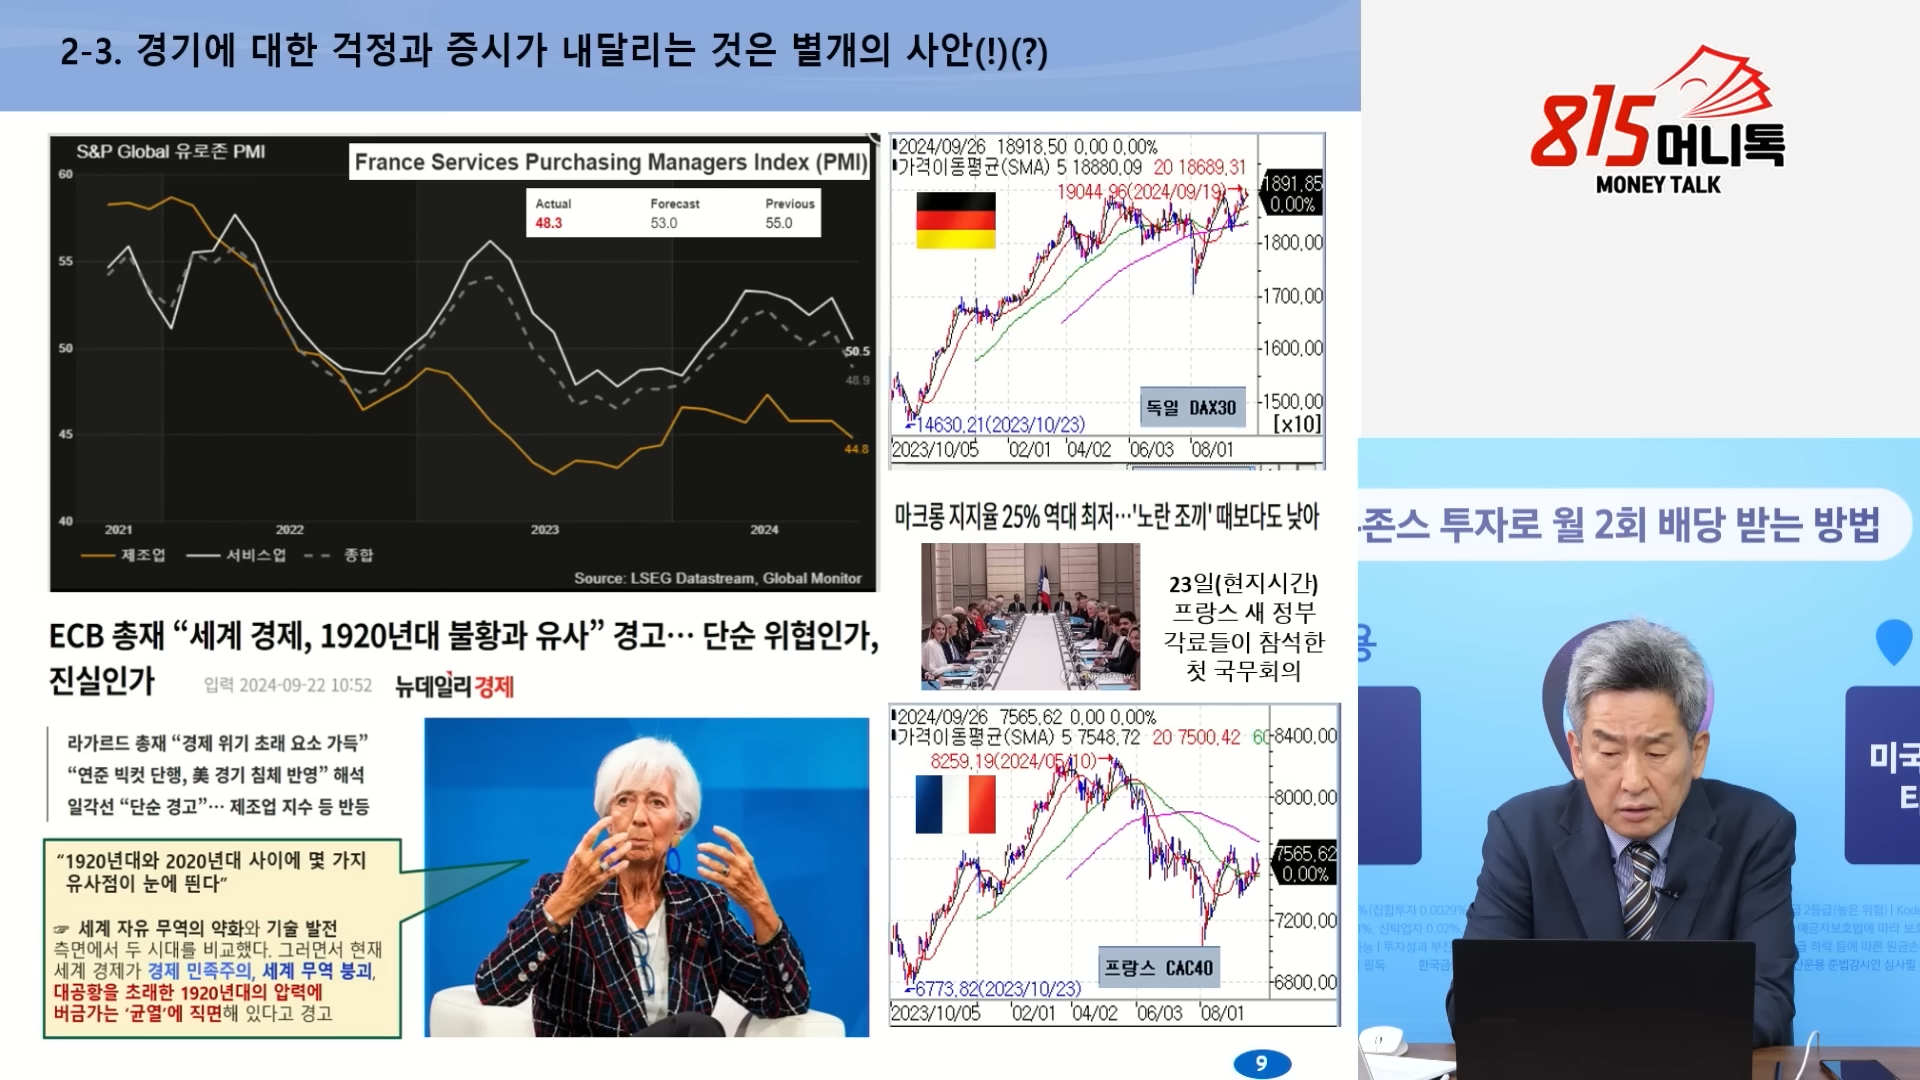 2-3. 경기에 대한 걱정과 증시가 내달리는 것은 별개의 사안(!)(?)
815머니톡
MONEY TALK
S&P Global 유로존 PMI
France Services Purchasing Managers Index (PMI)
Actual Forecast Previous
48.3 53.0 55.0
60
55
50
45
40
50.5
48.9
44.8
2021 2022 2023 2024
제조업 서비스업 종합
Source: LSEG Datastream, Global Monitor
2024/09/26 18918,50 0,00 0,00%
가격이동평균(SMA) 5 18880,09 20 18689,31
19044,96(2024/09/19)
1891,85
0,00%
1800,00
1700,00
1600,00
1500,00
[x10]
독일 DAX30
14630,21(2023/10/23)
2023/10/05 02/01 04/02 06/03 08/01
마크롱 지지율 25% 역대 최저…'노란 조끼' 때보다도 낮아
23일(현지시간)
프랑스 새 정부
각료들이 참석한
첫 국무회의
ECB 총재 “세계 경제, 1920년대 불황과 유사” 경고… 단순 위협인가,
진실인가
입력 2024-09-22 10:52
뉴데일리경제
라가르드 총재 “경제 위기 초래 요소 가득”
“연준 빅컷 단행, 美 경기 침체 반영” 해석
일각선 “단순 경고”… 제조업 지수 등 반등
“1920년대와 2020년대 사이에 몇 가지
유사점이 눈에 띈다”
☞ 세계 자유 무역의 약화와 기술 발전
측면에서 두 시대를 비교했다. 그러면서 현재
세계 경제가 경제 민족주의, 세계 무역 붕괴,
대공황을 초래한 1920년대의 압력에
버금가는 ‘균열’에 직면해 있다고 경고
2024/09/26 7565,62 0,00 0,00%
가격이동평균(SMA) 5 7548,72 20 7500,42 60
8259,19(2024/05/10)
8400,00
8000,00
7565,62
0,00%
7200,00
6800,00
프랑스 CAC40
6773,82(2023/10/23)
2023/10/05 02/01 04/02 06/03 08/01
9
존스 투자로 월 2회 배당 받는 방법
용
미국